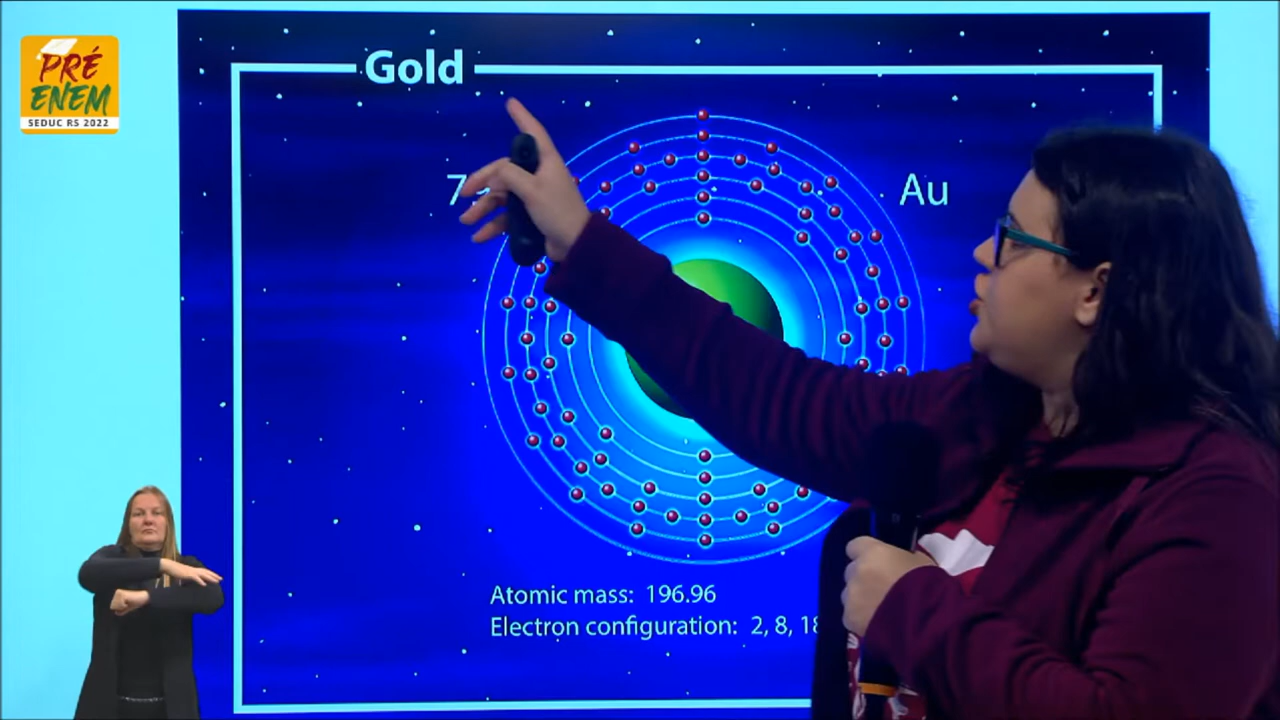 PRÉ
ENEM
SEDUC RS 2022
Gold
Au
Atomic mass: 196.96
Electron configuration: 2, 8, 18